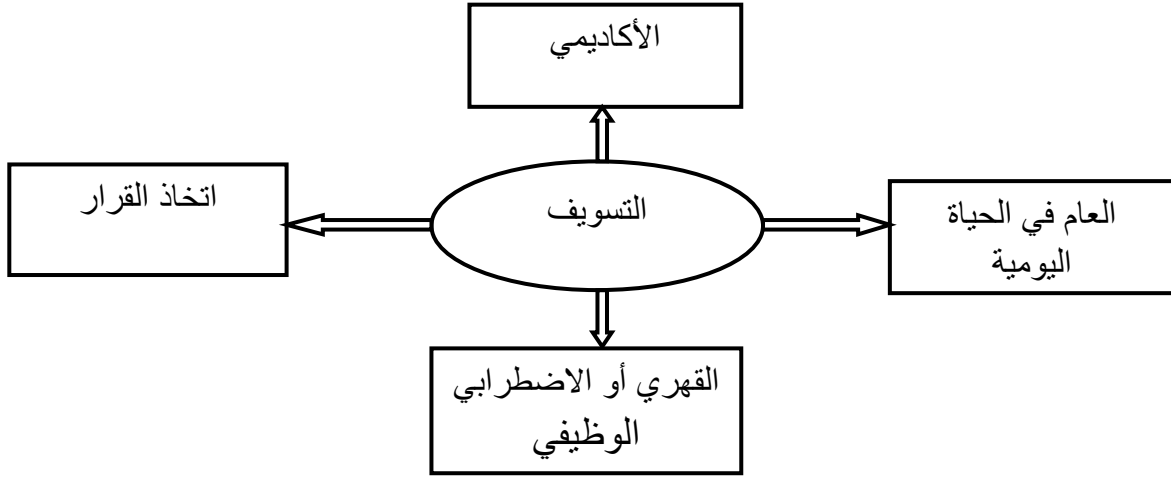 الأكاديمي
اتخاذ القرار
التسويف
العام في الحياة
اليومية
القهري أو الاضطرابي
الوظيفي